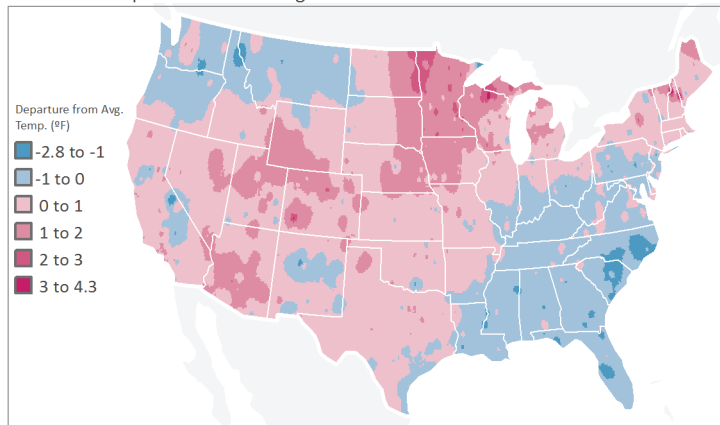 Departure from Avg.
Temp. (ºF)
-2.8 to -1
-1 to 0
0 to 1
1 to 2
2 to 3
3 to 4.3